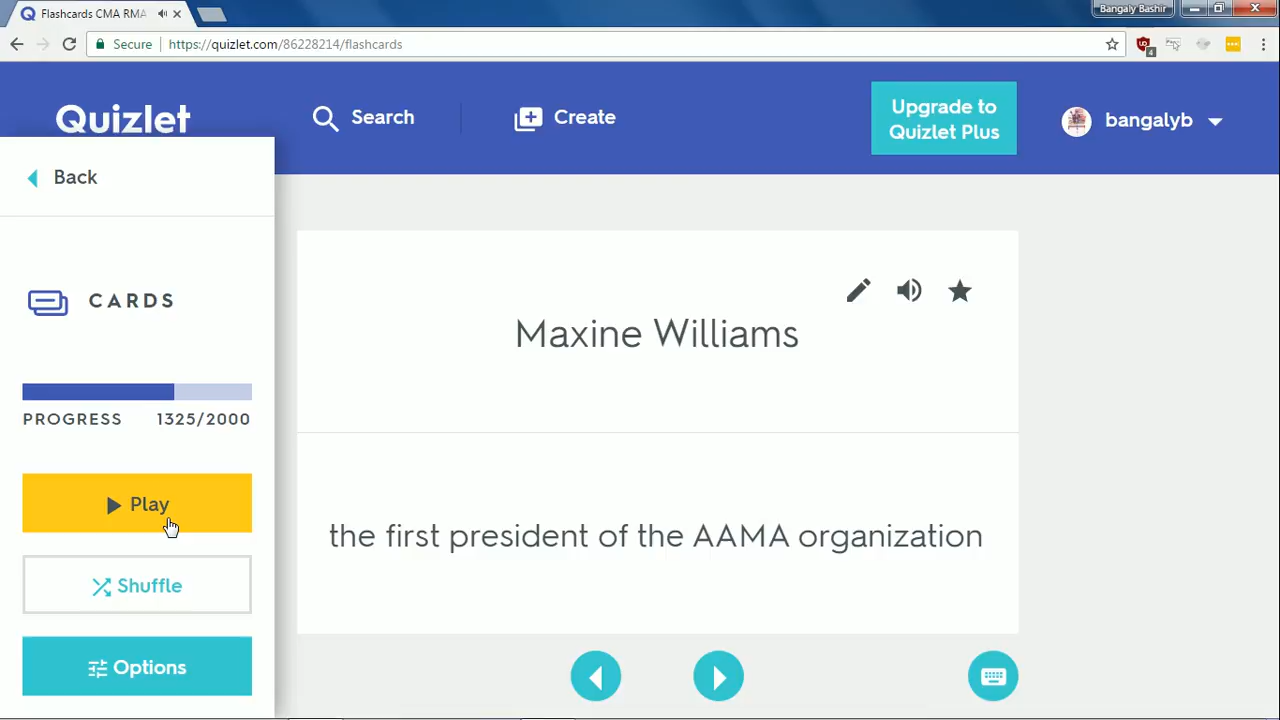 Flashcards CMA RMA
Bangaly Bashir
Secure
https://quizlet.com/86228214/flashcards
4
Quizlet
Search
Create
Upgrade to
Quizlet Plus
bangalyb
Back
CARDS
PROGRESS 1325/2000
Play
Shuffle
Options
Maxine Williams
the first president of the AAMA organization